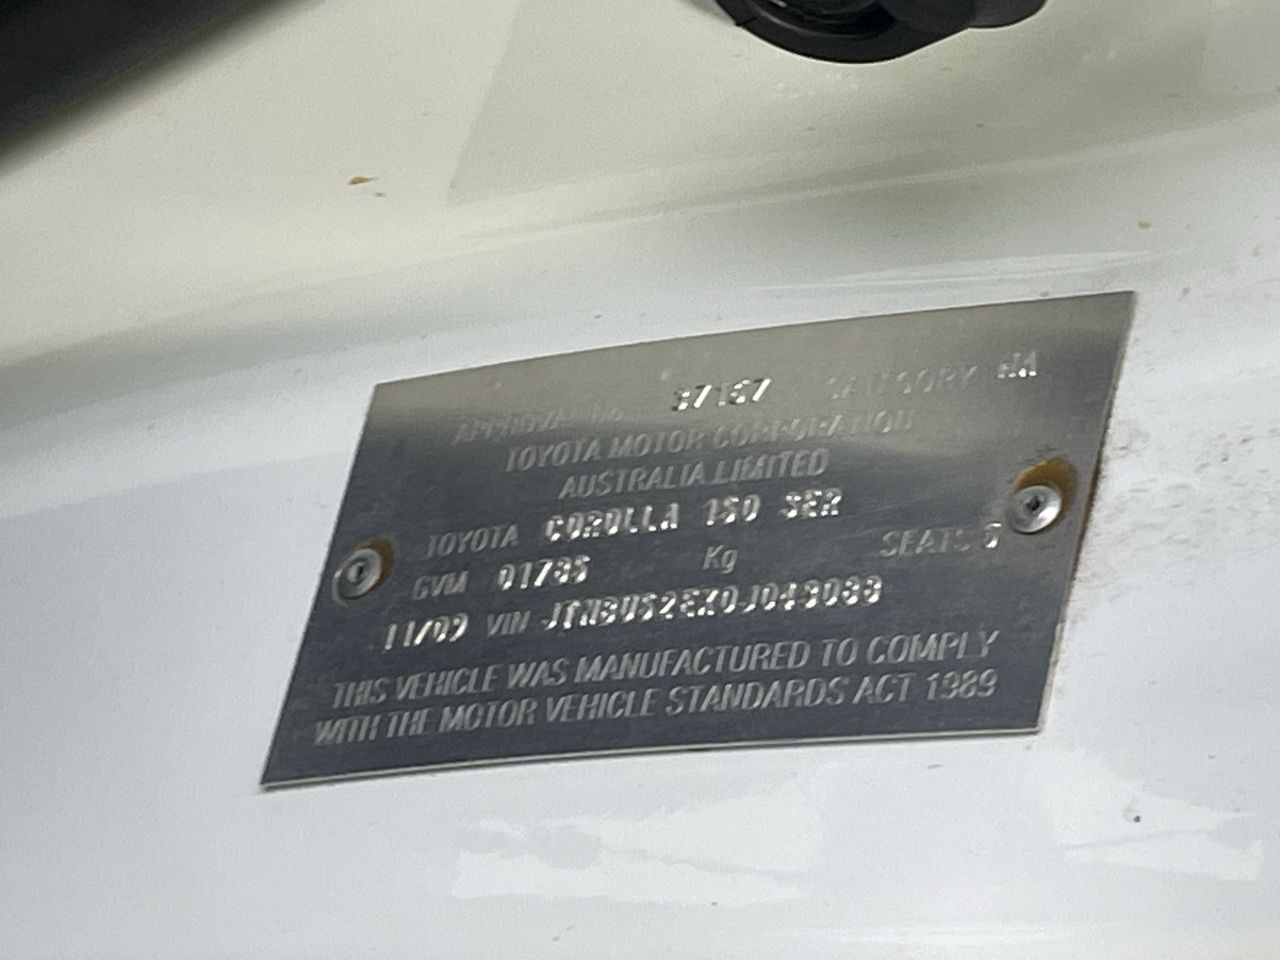 APPROVAL No. 37167 CATEGORY MA
TOYOTA MOTOR CORPORATION
AUSTRALIA LIMITED
TOYOTA COROLLA 150 SER
GVM 01785 Kg SEATS 5
11/09 VIN
THIS VEHICLE WAS MANUFACTURED TO COMPLY
WITH THE MOTOR VEHICLE STANDARDS ACT 1989